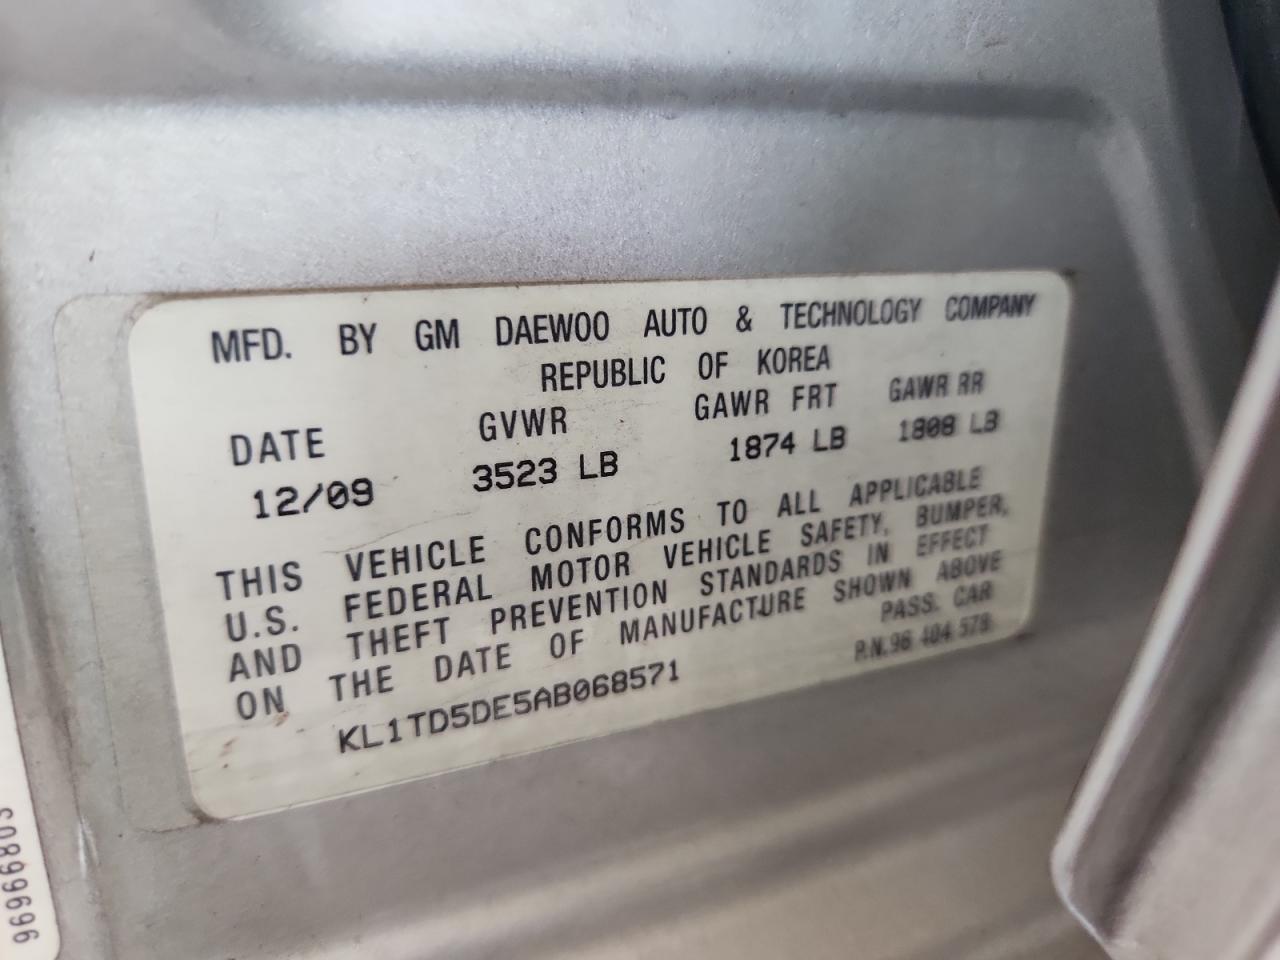 MFD. BY GM DAEWOO AUTO & TECHNOLOGY COMPANY
REPUBLIC OF KOREA
DATE GVWR GAWR FRT GAWR RR
12/09 3523 LB 1874 LB 1808 LB
THIS VEHICLE CONFORMS TO ALL APPLICABLE
U.S. FEDERAL MOTOR VEHICLE SAFETY, BUMPER,
AND THEFT PREVENTION STANDARDS IN EFFECT
ON THE DATE OF MANUFACTURE SHOWN ABOVE
PASS. CAR
KL1TD5DE5AB068571
P.N.96 404 578